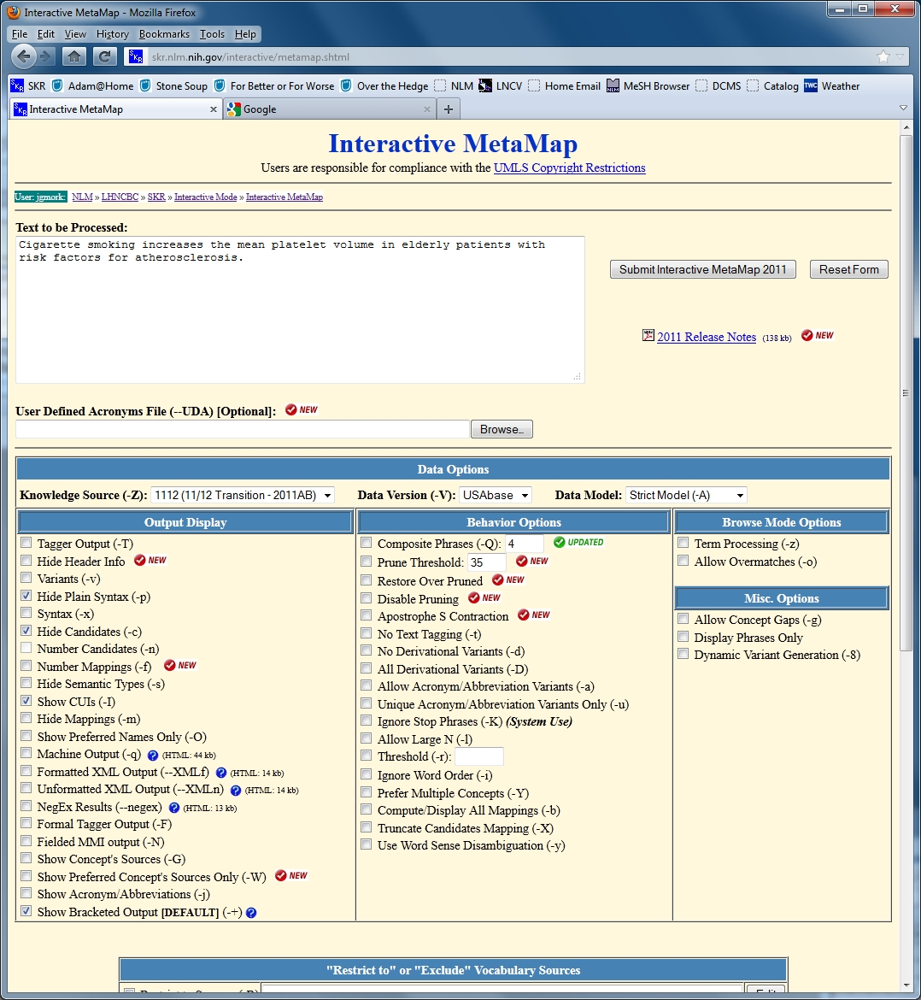 Interactive MetaMap - Mozilla Firefox
File Edit View History Bookmarks Tools Help
skr.nlm.nih.gov/interactive/metamap.shtml
SKR Adam@Home Stone Soup For Better or For Worse Over the Hedge NLM LNCV Home Email MeSH Browser DCMS Catalog TWC Weather
Interactive MetaMap Google
Interactive MetaMap
Users are responsible for compliance with the UMLS Copyright Restrictions
User: jgmork: NLM » LHNCBC » SKR » Interactive Mode » Interactive MetaMap
Text to be Processed:
Cigarette smoking increases the mean platelet volume in elderly patients with
risk factors for atherosclerosis.
Submit Interactive MetaMap 2011 Reset Form
2011 Release Notes (138 kb) NEW
User Defined Acronyms File (--UDA) [Optional]: NEW
Browse...
Data Options
Knowledge Source (-Z): 1112 (11/12 Transition - 2011AB) Data Version (-V): USAbase Data Model: Strict Model (-A)
Output Display
Tagger Output (-T)
Hide Header Info NEW
Variants (-v)
Hide Plain Syntax (-p)
Syntax (-x)
Hide Candidates (-c)
Number Candidates (-n)
Number Mappings (-f) NEW
Hide Semantic Types (-s)
Show CUIs (-I)
Hide Mappings (-m)
Show Preferred Names Only (-O)
Machine Output (-q) ? (HTML: 44 kb)
Formatted XML Output (--XMLf) ? (HTML: 14 kb)
Unformatted XML Output (--XMLn) ? (HTML: 14 kb)
NegEx Results (--negex) ? (HTML: 13 kb)
Formal Tagger Output (-F)
Fielded MMI output (-N)
Show Concept's Sources (-G)
Show Preferred Concept's Sources Only (-W) NEW
Show Acronym/Abbreviations (-j)
Show Bracketed Output [DEFAULT] (-+) ?
Behavior Options
Composite Phrases (-Q): 4 UPDATED
Prune Threshold: 35 NEW
Restore Over Pruned NEW
Disable Pruning NEW
Apostrophe S Contraction NEW
No Text Tagging (-t)
No Derivational Variants (-d)
All Derivational Variants (-D)
Allow Acronym/Abbreviation Variants (-a)
Unique Acronym/Abbreviation Variants Only (-u)
Ignore Stop Phrases (-K) (System Use)
Allow Large N (-l)
Threshold (-r):
Ignore Word Order (-i)
Prefer Multiple Concepts (-Y)
Compute/Display All Mappings (-b)
Truncate Candidates Mapping (-X)
Use Word Sense Disambiguation (-y)
Browse Mode Options
Term Processing (-z)
Allow Overmatches (-o)
Misc. Options
Allow Concept Gaps (-g)
Display Phrases Only
Dynamic Variant Generation (-8)
"Restrict to" or "Exclude" Vocabulary Sources